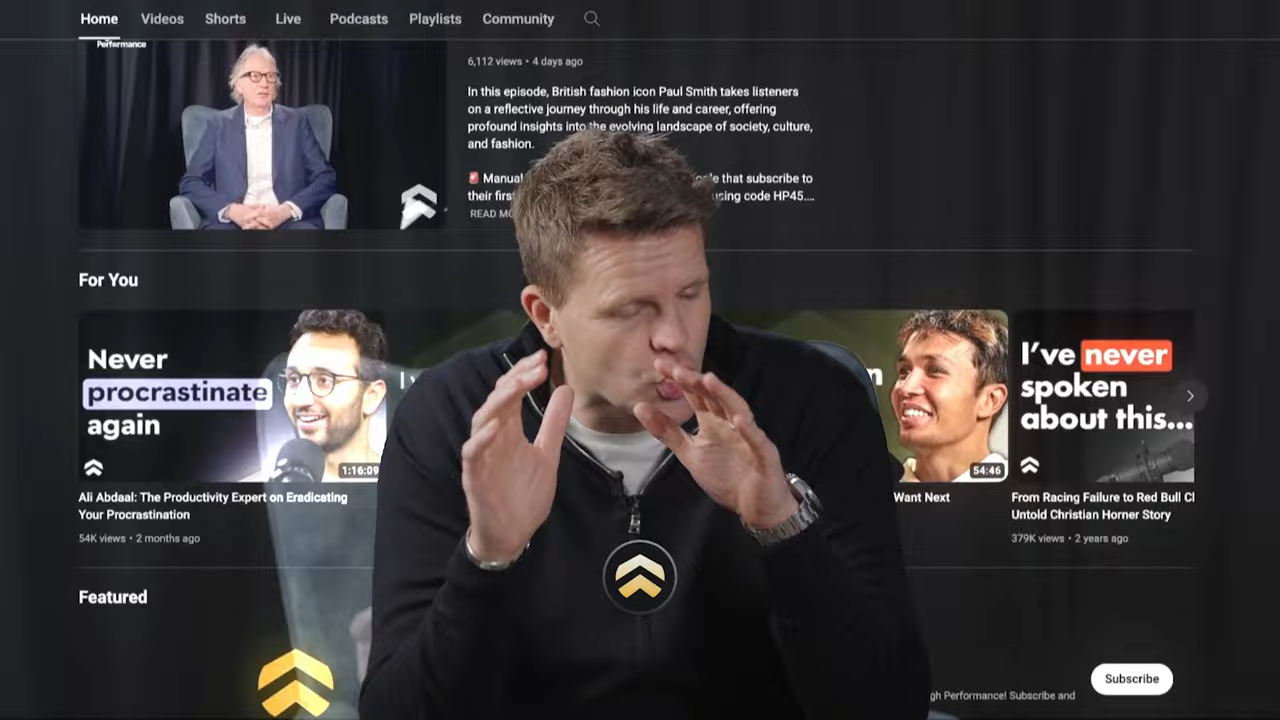 Home Videos Shorts Live Podcasts Playlists Community
Performance
6,112 views • 4 days ago
In this episode, British fashion icon Paul Smith takes listeners
on a reflective journey through his life and career, offering
profound insights into the evolving landscape of society, culture,
and fashion.
🚨 Manual that subscribe to
their first using code HP45....
READ
For You
Never
procrastinate
again
1:16:09
54:46
I've never
spoken
about this...
Ali Abdaal: The Productivity Expert on Eradicating
Your Procrastination
54K views • 2 months ago
Want Next
From Racing Failure to Red Bull
Untold Christian Horner Story
379K views • 2 years ago
Featured
Subscribe
Performance! Subscribe and